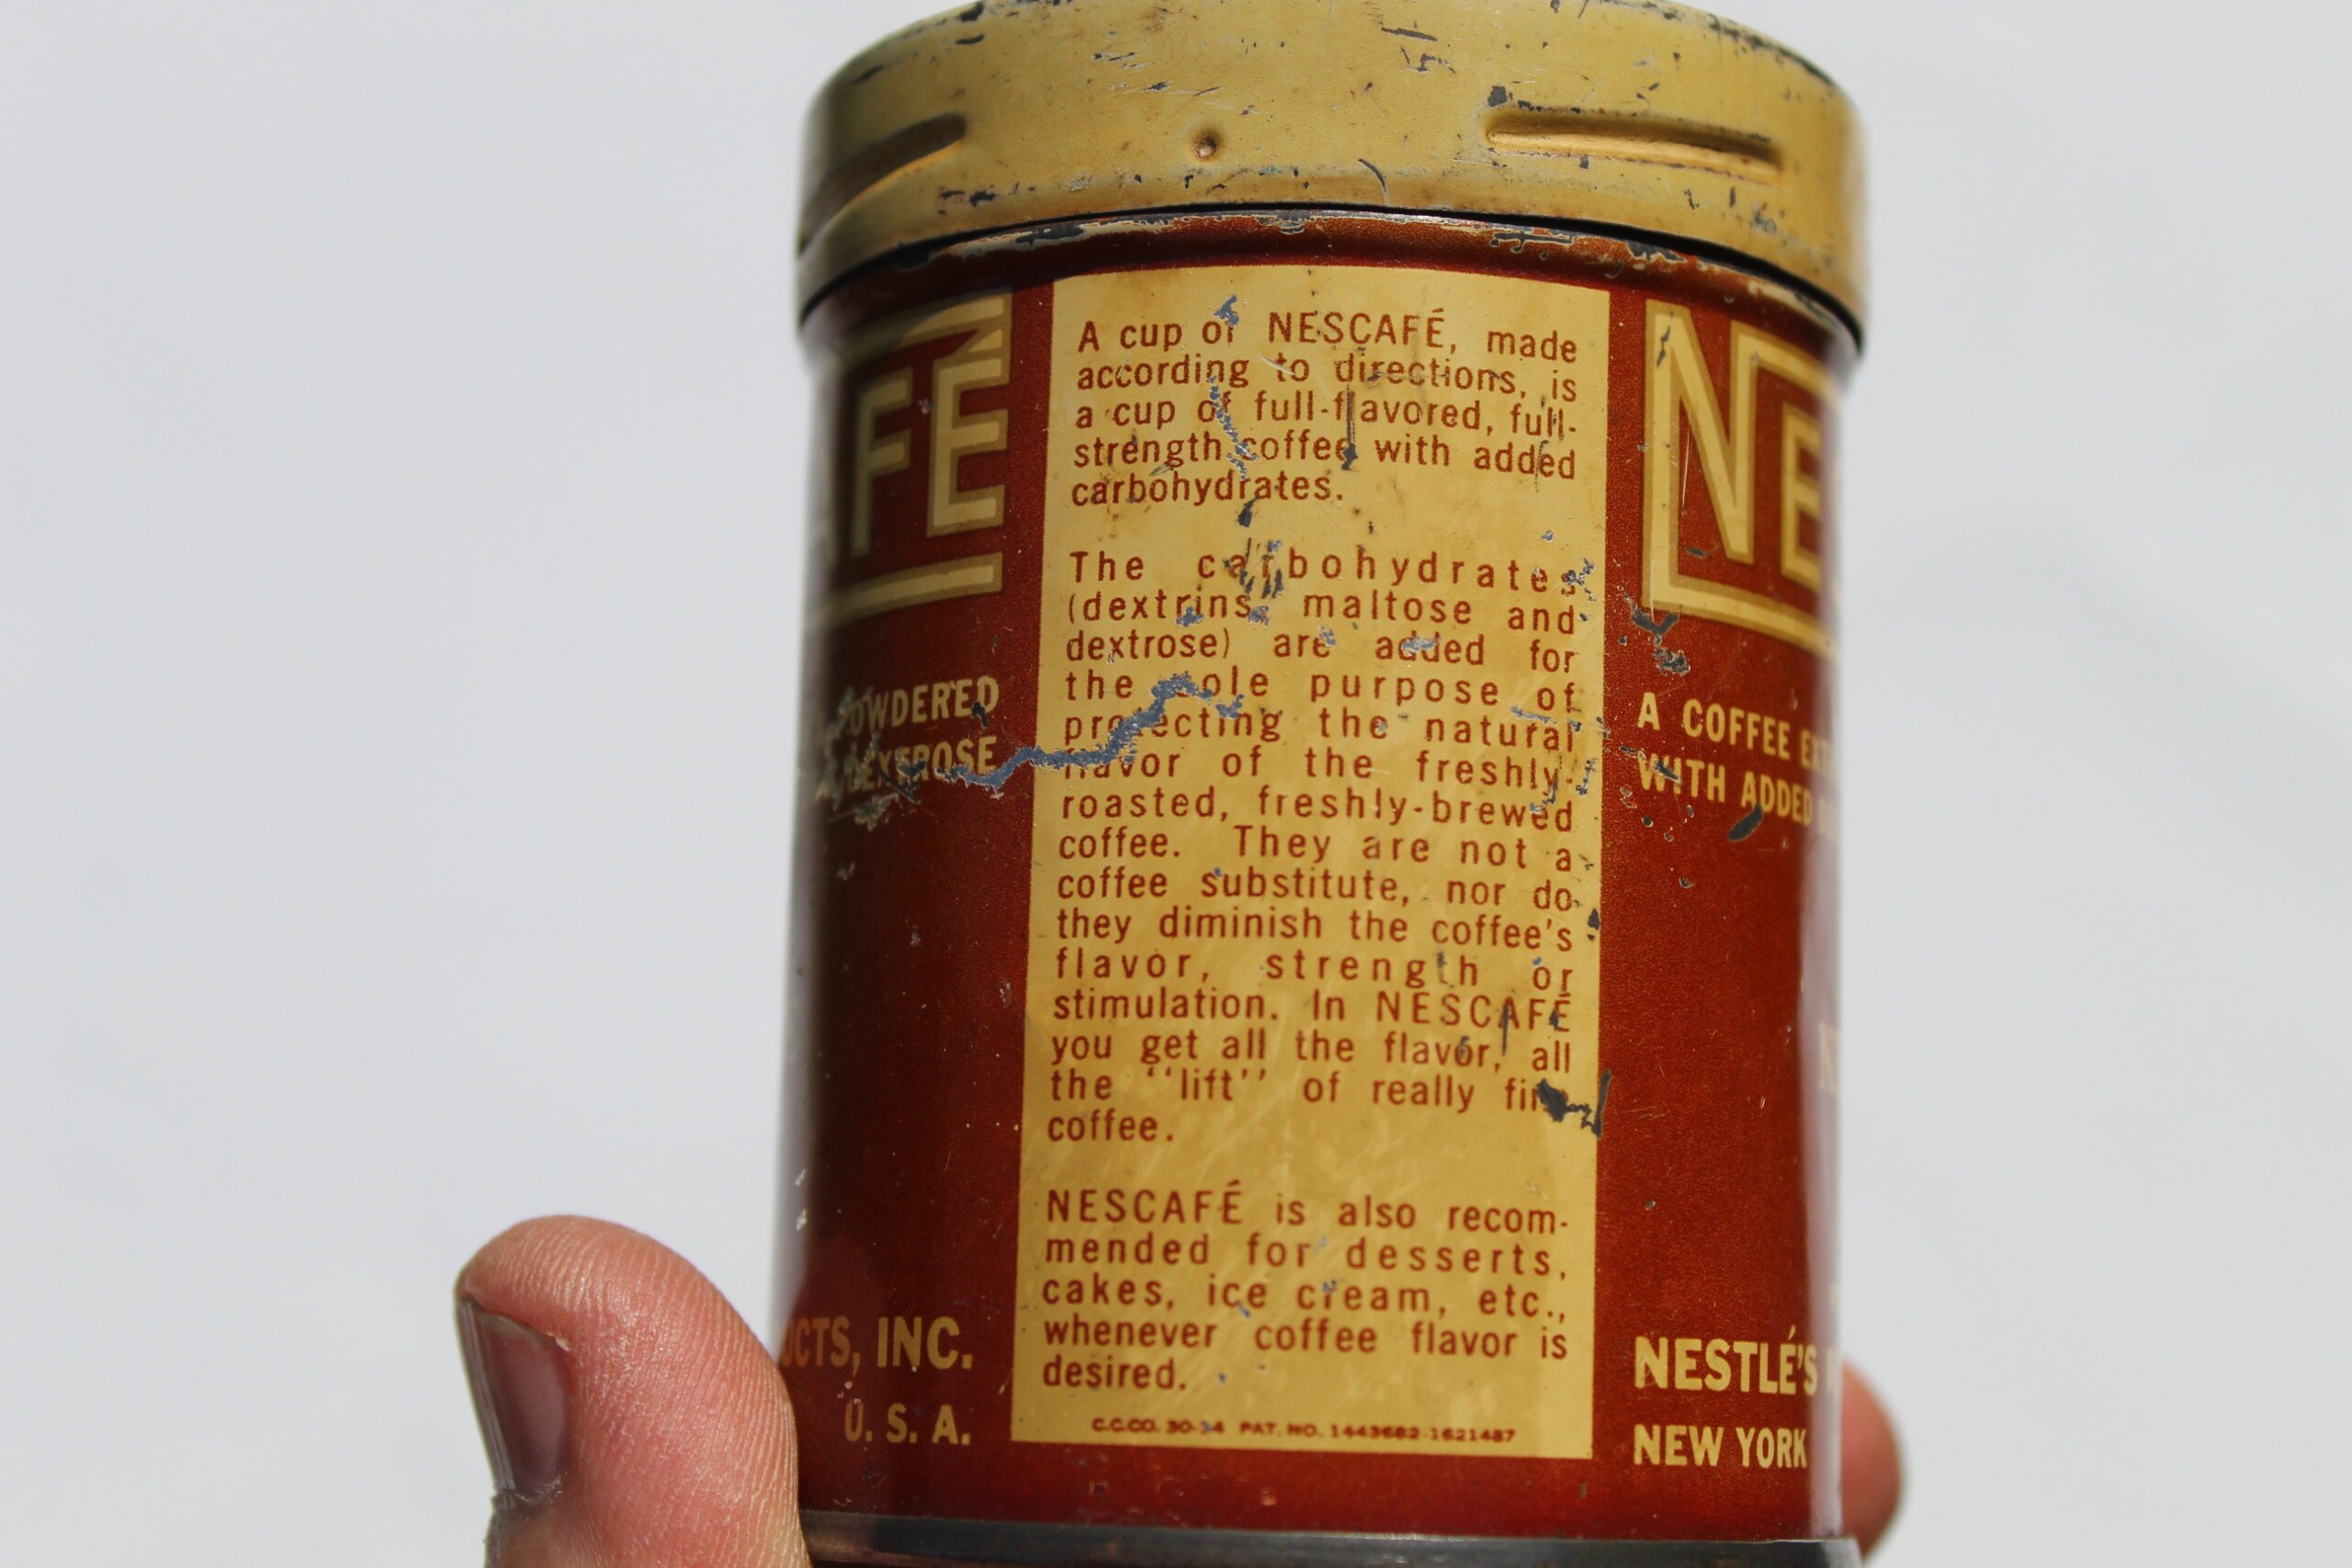 FÉ
POWDERED
DEXTROSE
UCTS, INC.
U. S. A.
A cup of NESCAFÉ, made
according to directions, is
a cup of full-flavored, full-
strength coffee with added
carbohydrates.
The carbohydrates
(dextrins, maltose and
dextrose) are added for
the sole purpose of
protecting the natural
flavor of the freshly-
roasted, freshly-brewed
coffee. They are not a
coffee substitute, nor do
they diminish the coffee's
flavor, strength or
stimulation. In NESCAFÉ
you get all the flavor, all
the "lift" of really fine
coffee.
NESCAFÉ is also recom-
mended for desserts,
cakes, ice cream, etc.,
whenever coffee flavor is
desired.
C.C.CO. 30-34 PAT. NO. 1443682-1621487
NE
A COFFEE EXT
WITH ADDED
NESTLÉ'S
NEW YORK